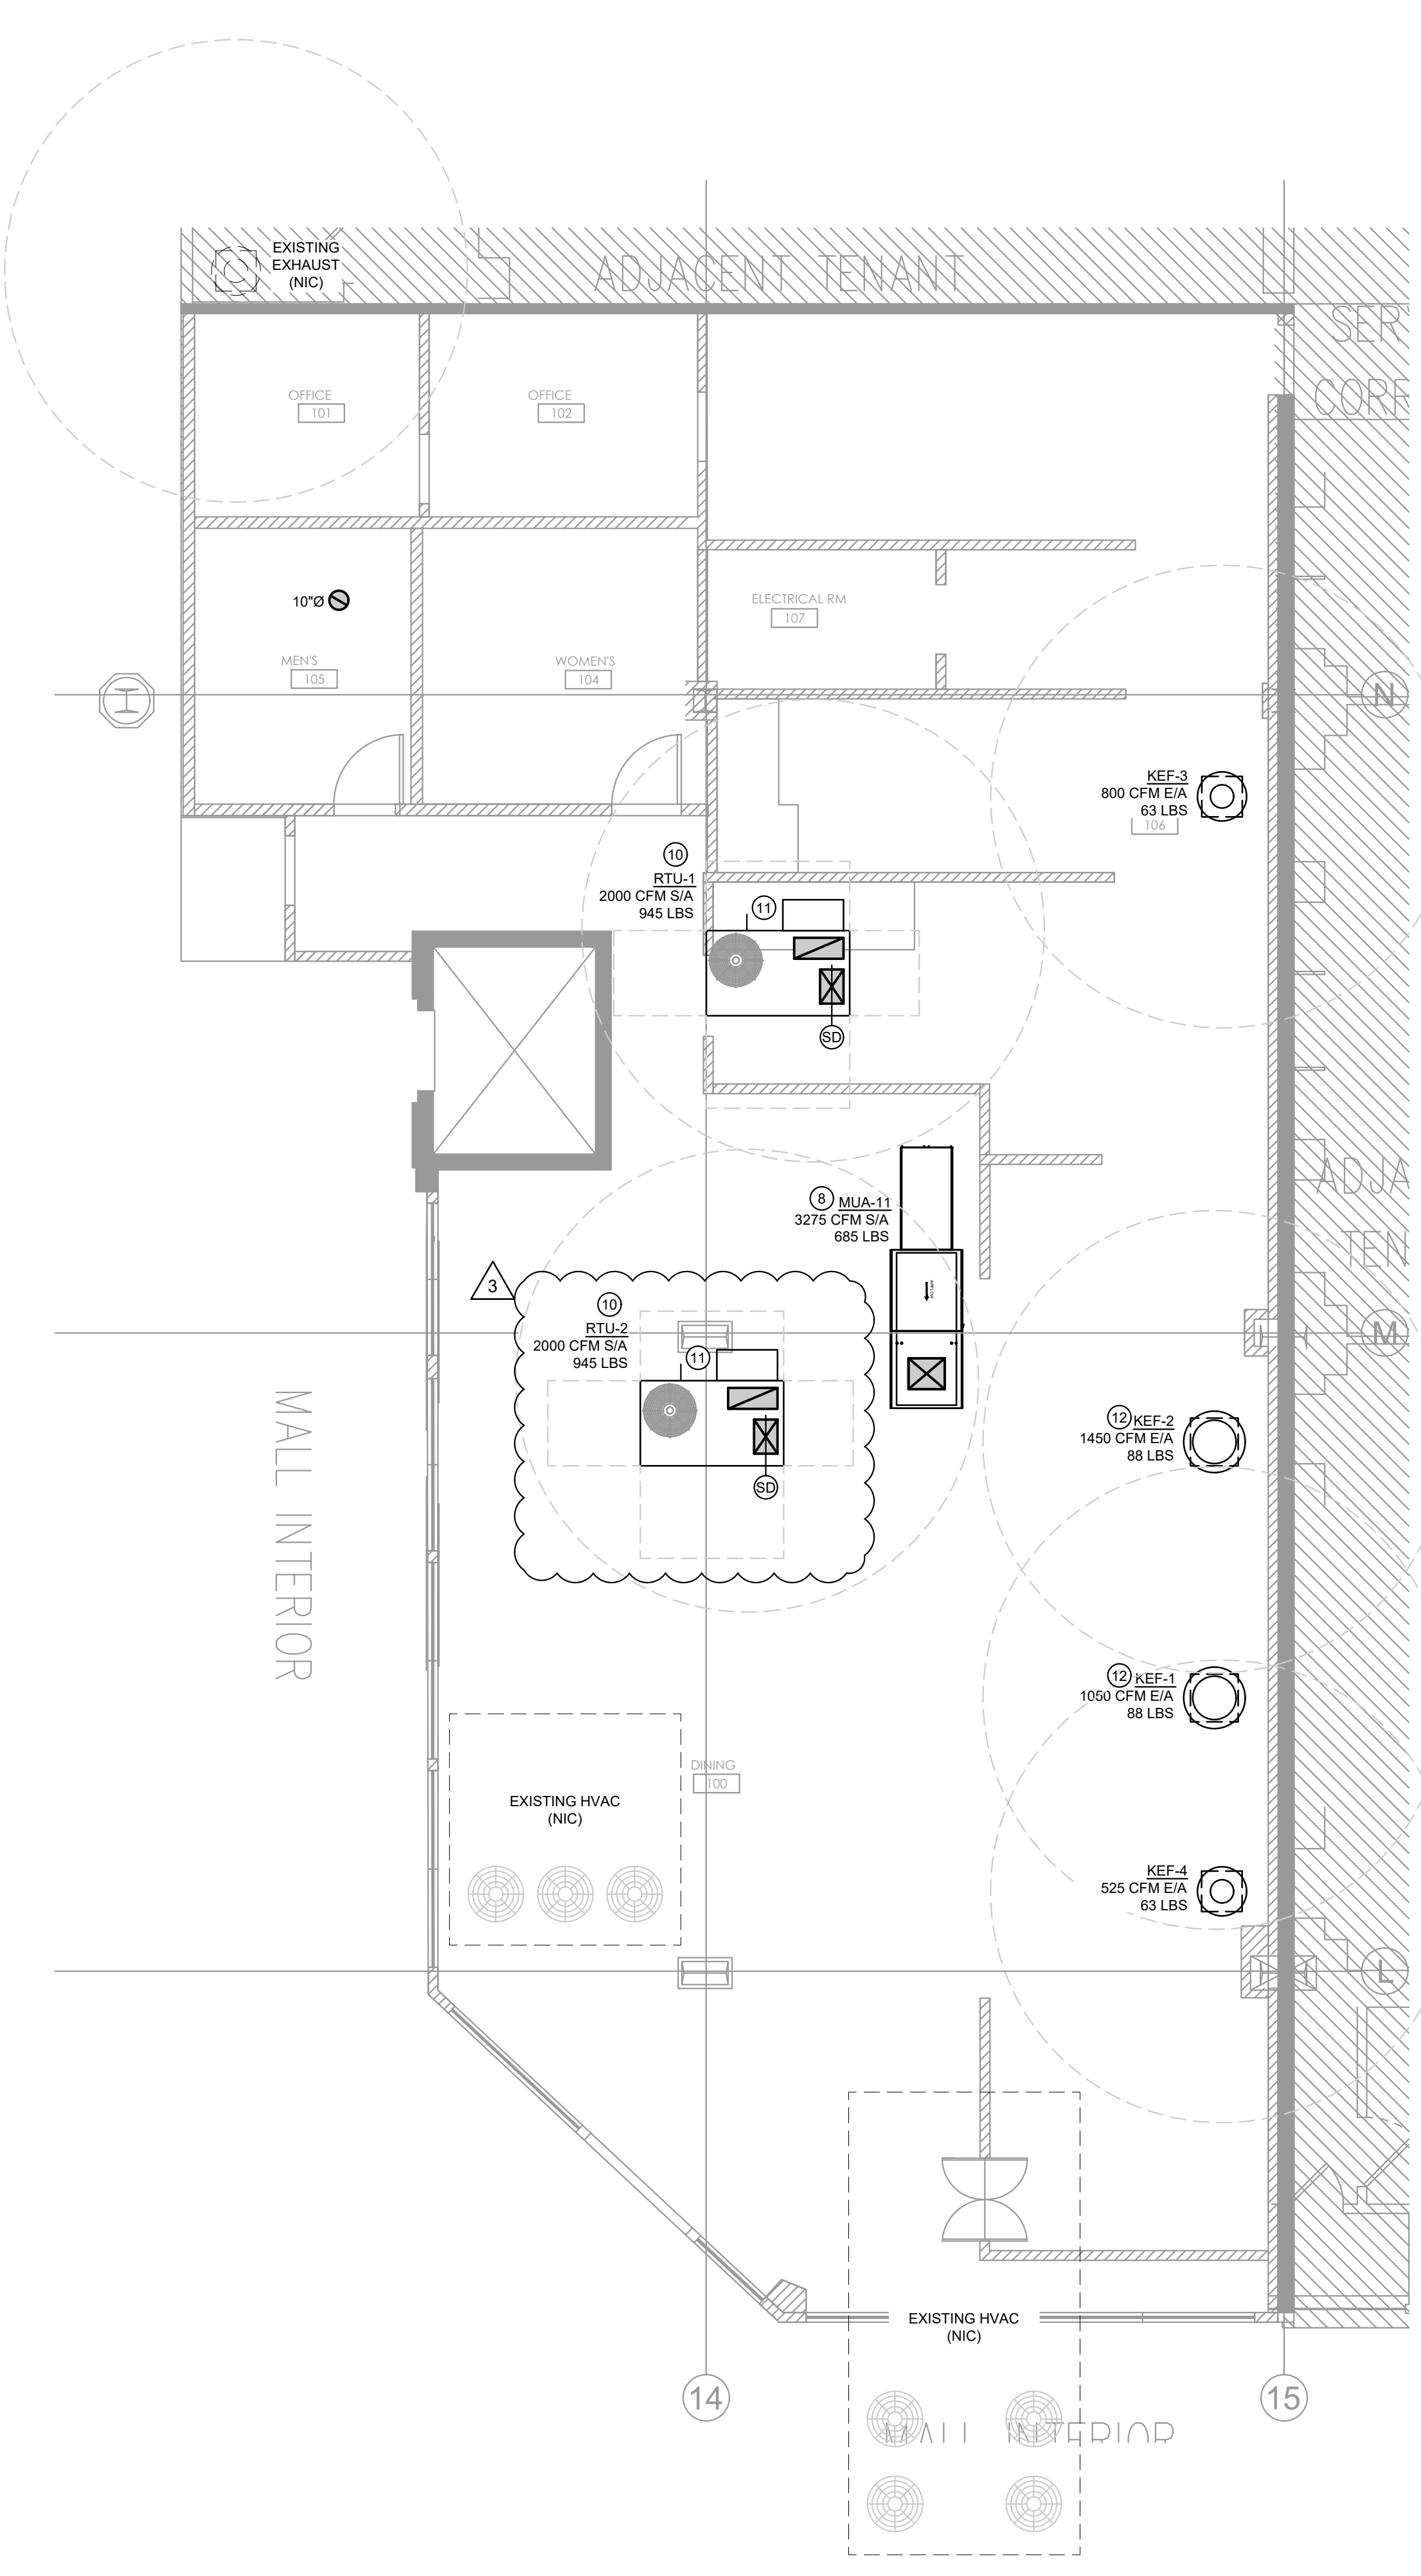 EXISTING
EXHAUST
(NIC)
ADJACENT TENANT
OFFICE
101
OFFICE
102
10"Ø
ELECTRICAL RM
107
MEN'S
105
WOMEN'S
104
N
KEF-3
800 CFM E/A
63 LBS
106
10
RTU-1
2000 CFM S/A
945 LBS
11
SD
8
MUA-11
3275 CFM S/A
685 LBS
3
10
RTU-2
2000 CFM S/A
945 LBS
11
SD
M
12
KEF-2
1450 CFM E/A
88 LBS
MALL INTERIOR
12
KEF-1
1050 CFM E/A
88 LBS
DINING
100
EXISTING HVAC
(NIC)
KEF-4
525 CFM E/A
63 LBS
L
EXISTING HVAC
(NIC)
14
15
MALL INTERIOR